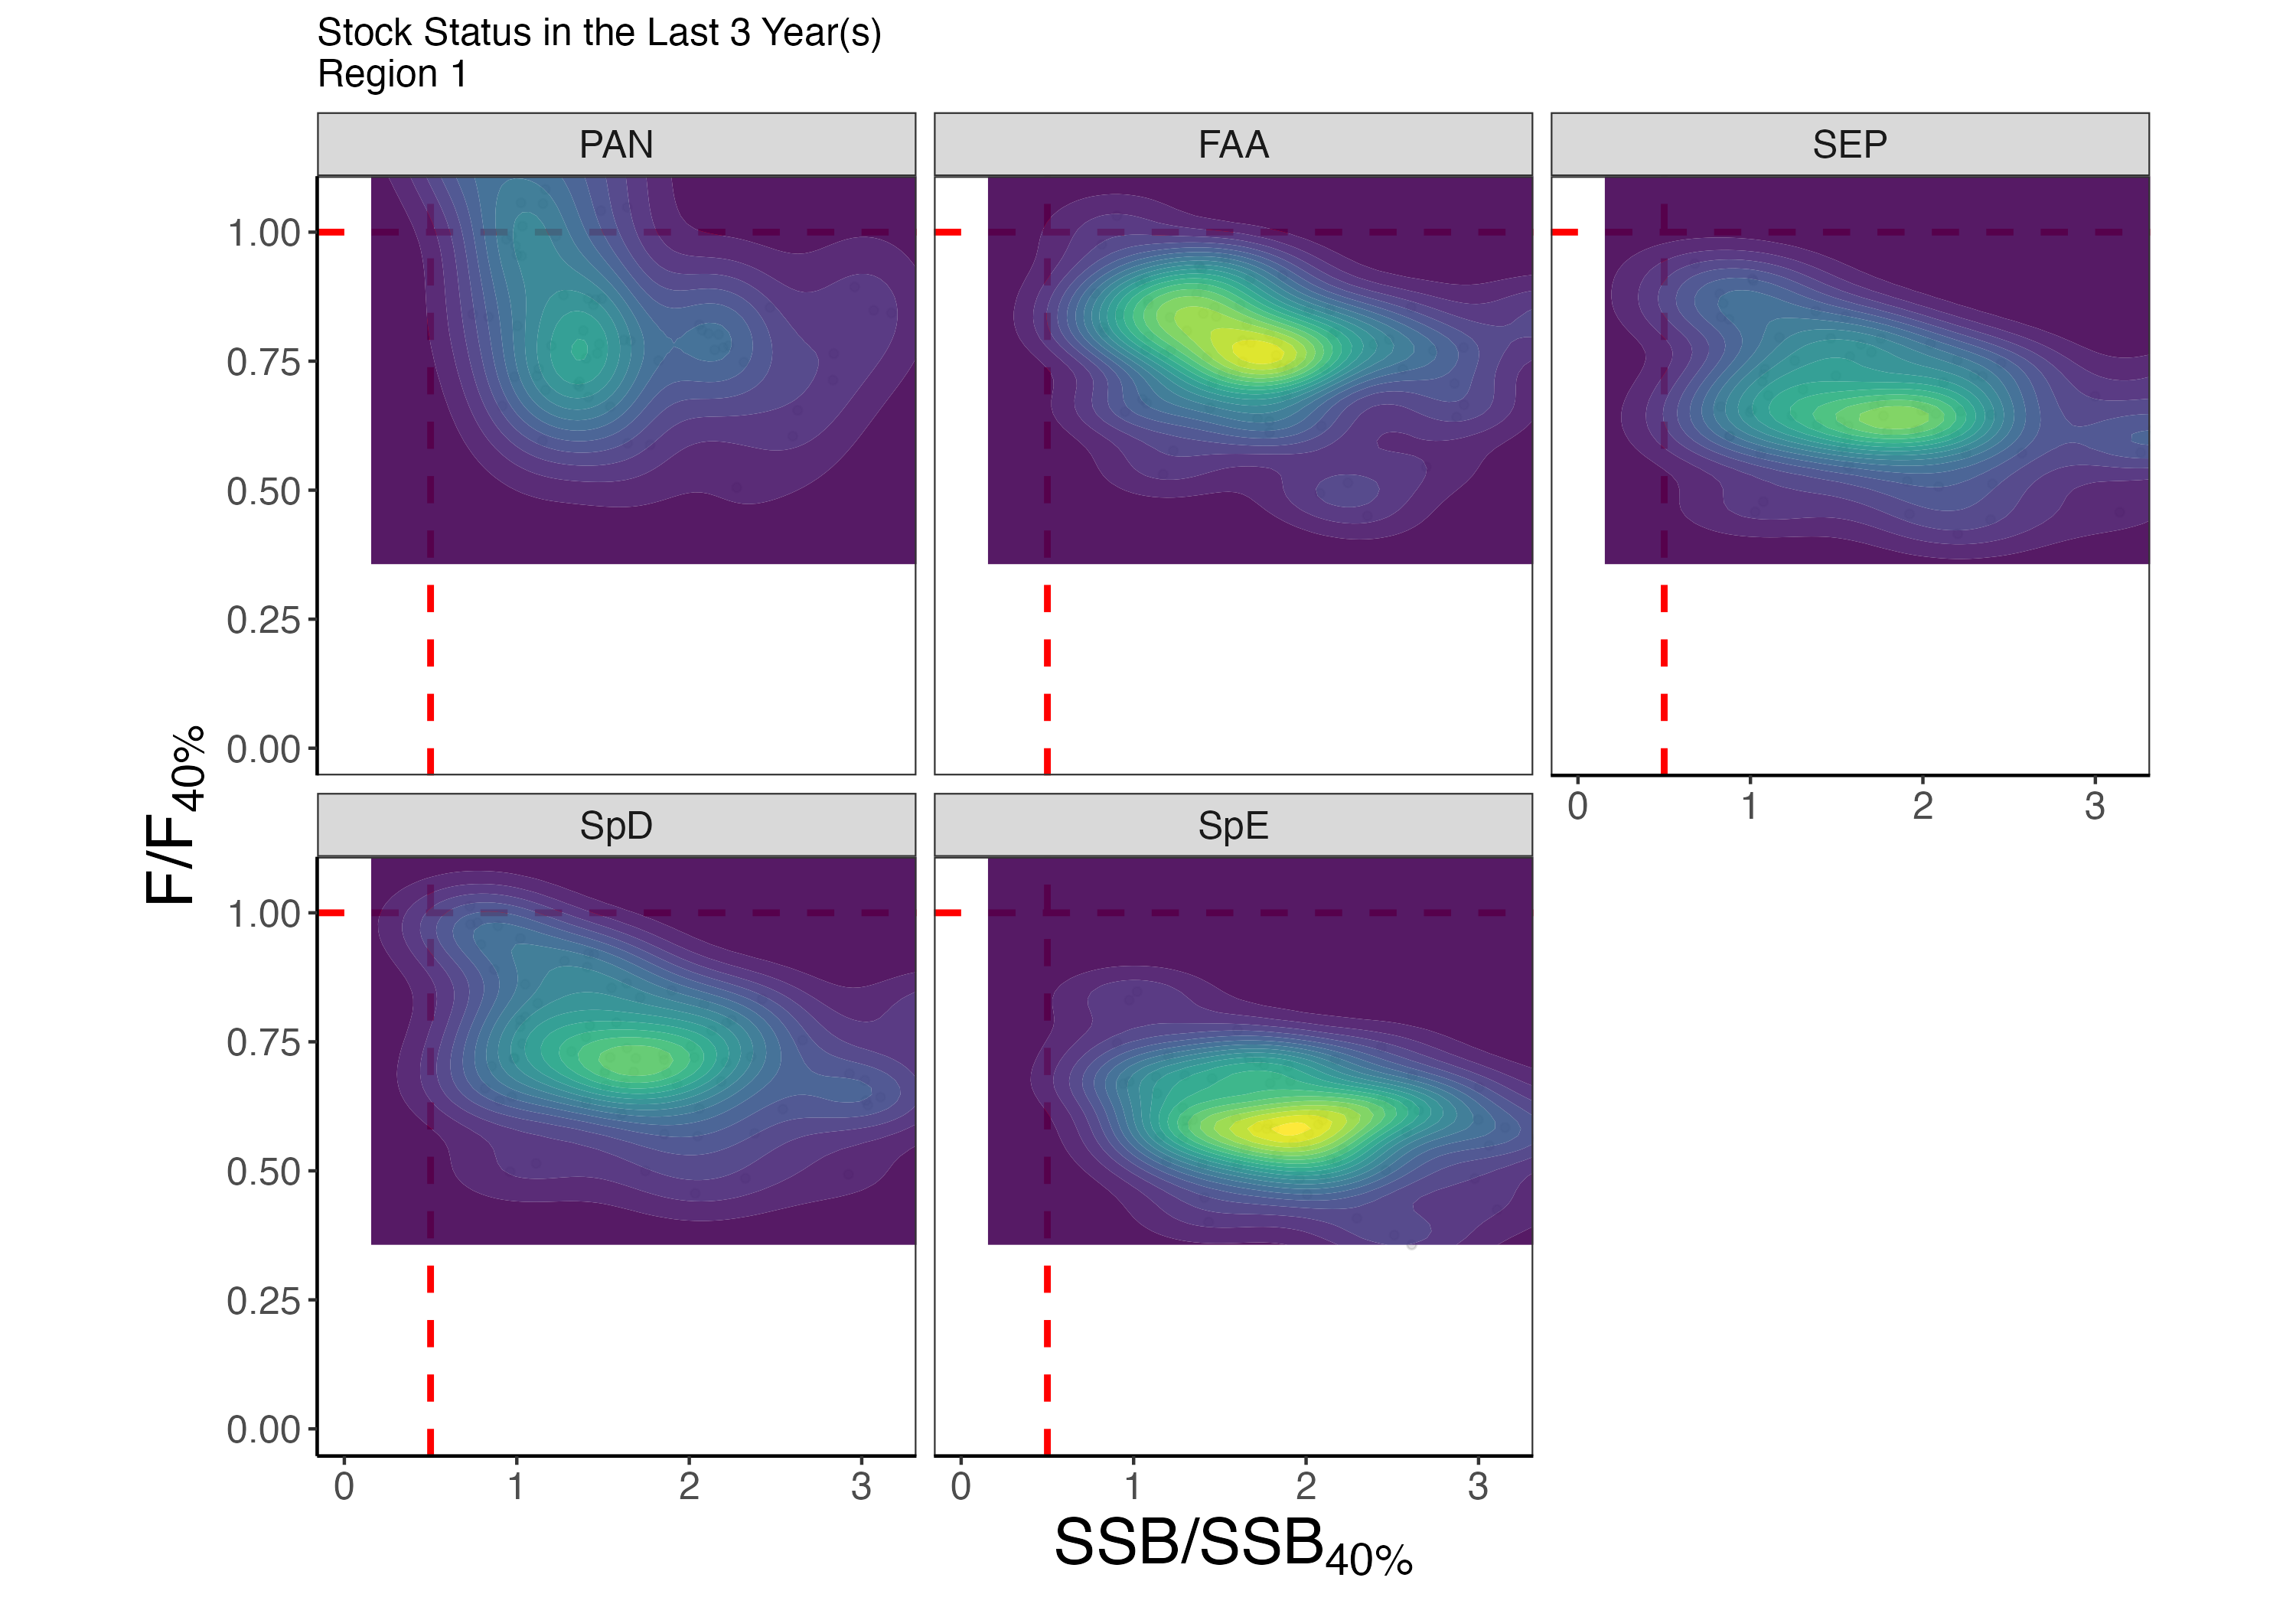 Stock Status in the Last 3 Year(s)
Region 1
PAN
FAA
SEP
1.00
0.75
0.50
0.25
0.00
0 1 2 3
SpD
SpE
1.00
0.75
0.50
0.25
0.00
0 1 2 3
0 1 2 3
F/F40%
SSB/SSB40%